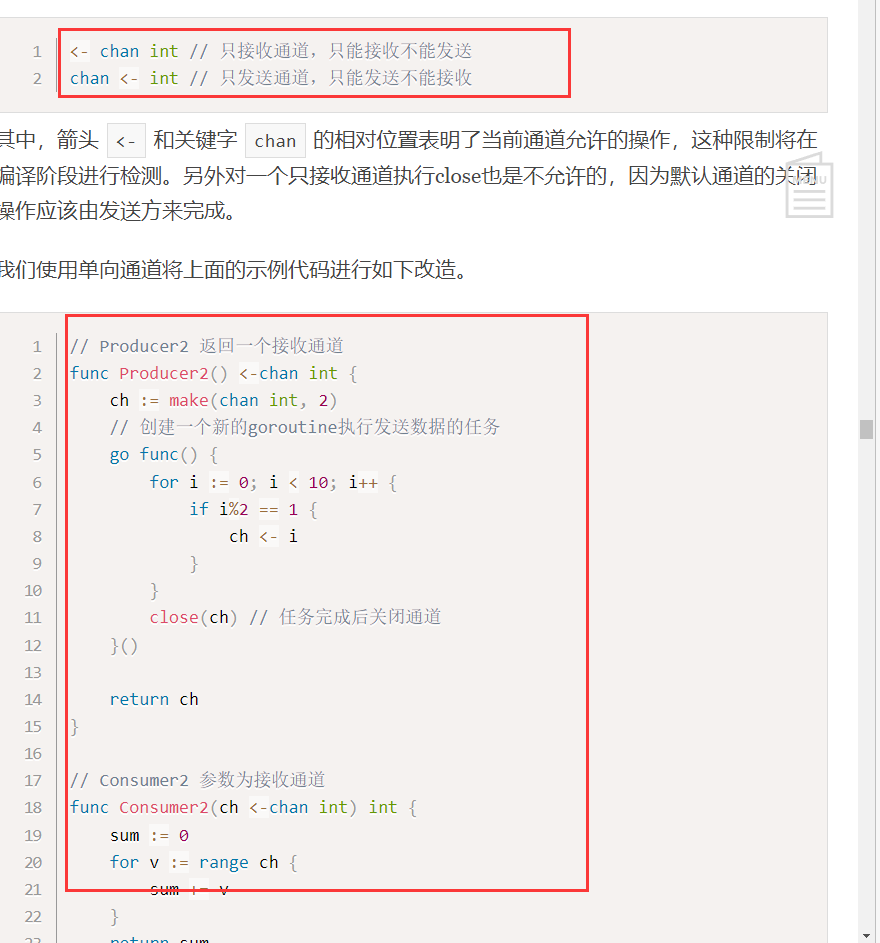 1 <- chan int // 只接收通道，只能接收不能发送
2 chan <- int // 只发送通道，只能发送不能接收
其中，箭头 <- 和关键字 chan 的相对位置表明了当前通道允许的操作，这种限制将在
编译阶段进行检测。另外对一个只接收通道执行close也是不允许的，因为默认通道的关闭
操作应该由发送方来完成。
MENU
我们使用单向通道将上面的示例代码进行如下改造。
1 // Producer2 返回一个接收通道
2 func Producer2() <-chan int {
3     ch := make(chan int, 2)
4     // 创建一个新的goroutine执行发送数据的任务
5     go func() {
6         for i := 0; i < 10; i++ {
7             if i%2 == 1 {
8                 ch <- i
9             }
10         }
11         close(ch) // 任务完成后关闭通道
12     }()
13
14     return ch
15 }
16
17 // Consumer2 参数为接收通道
18 func Consumer2(ch <-chan int) int {
19     sum := 0
20     for v := range ch {
21         sum += v
22     }
23     return sum